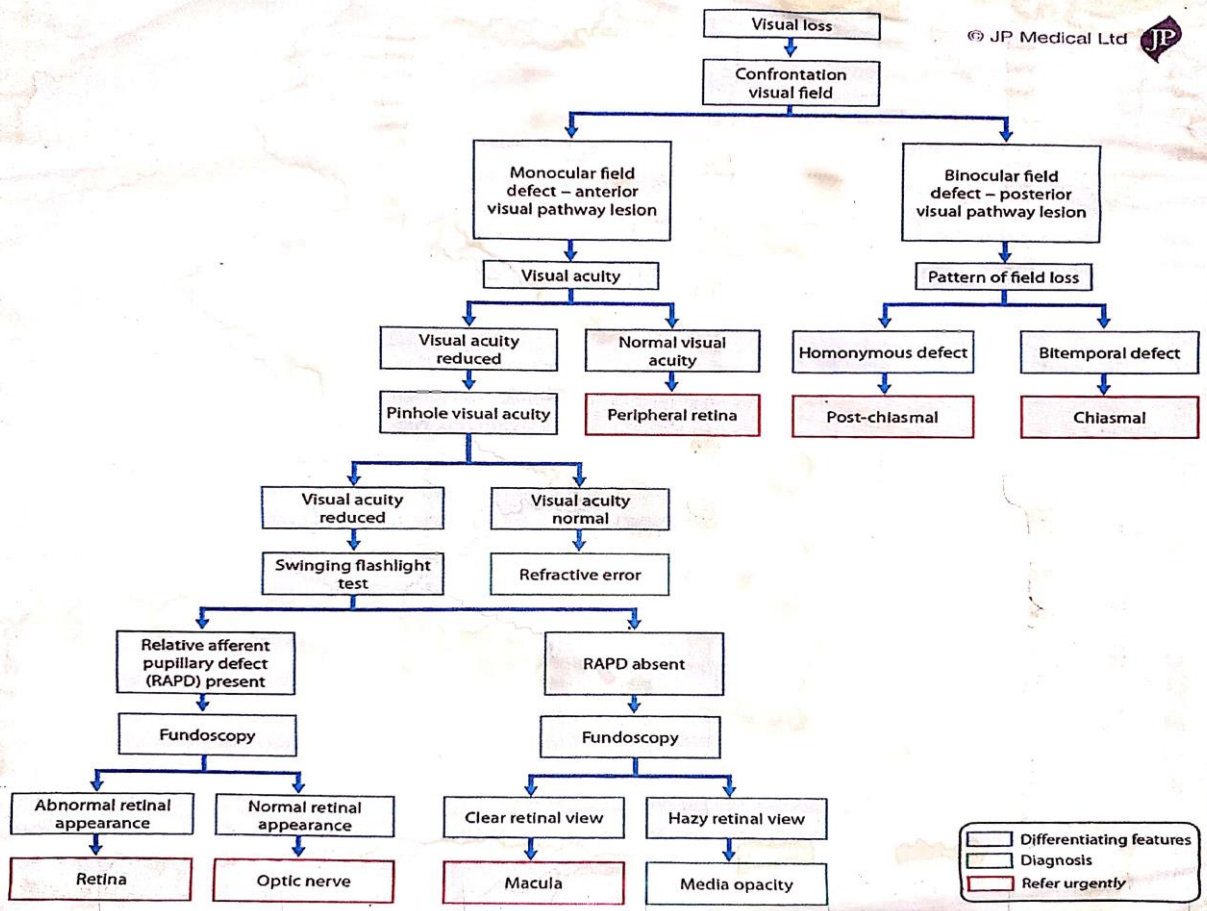 Visual loss
© JP Medical Ltd
JP
Confrontation
visual field
Monocular field
defect – anterior
visual pathway lesion
Binocular field
defect – posterior
visual pathway lesion
Visual acuity
Pattern of field loss
Visual acuity
reduced
Normal visual
acuity
Homonymous defect
Bitemporal defect
Pinhole visual acuity
Peripheral retina
Post-chiasmal
Chiasmal
Visual acuity
reduced
Visual acuity
normal
Swinging flashlight
test
Refractive error
Relative afferent
pupillary defect
(RAPD) present
RAPD absent
Fundoscopy
Fundoscopy
Abnormal retinal
appearance
Normal retinal
appearance
Clear retinal view
Hazy retinal view
Retina
Optic nerve
Macula
Media opacity
Differentiating features
Diagnosis
Refer urgently